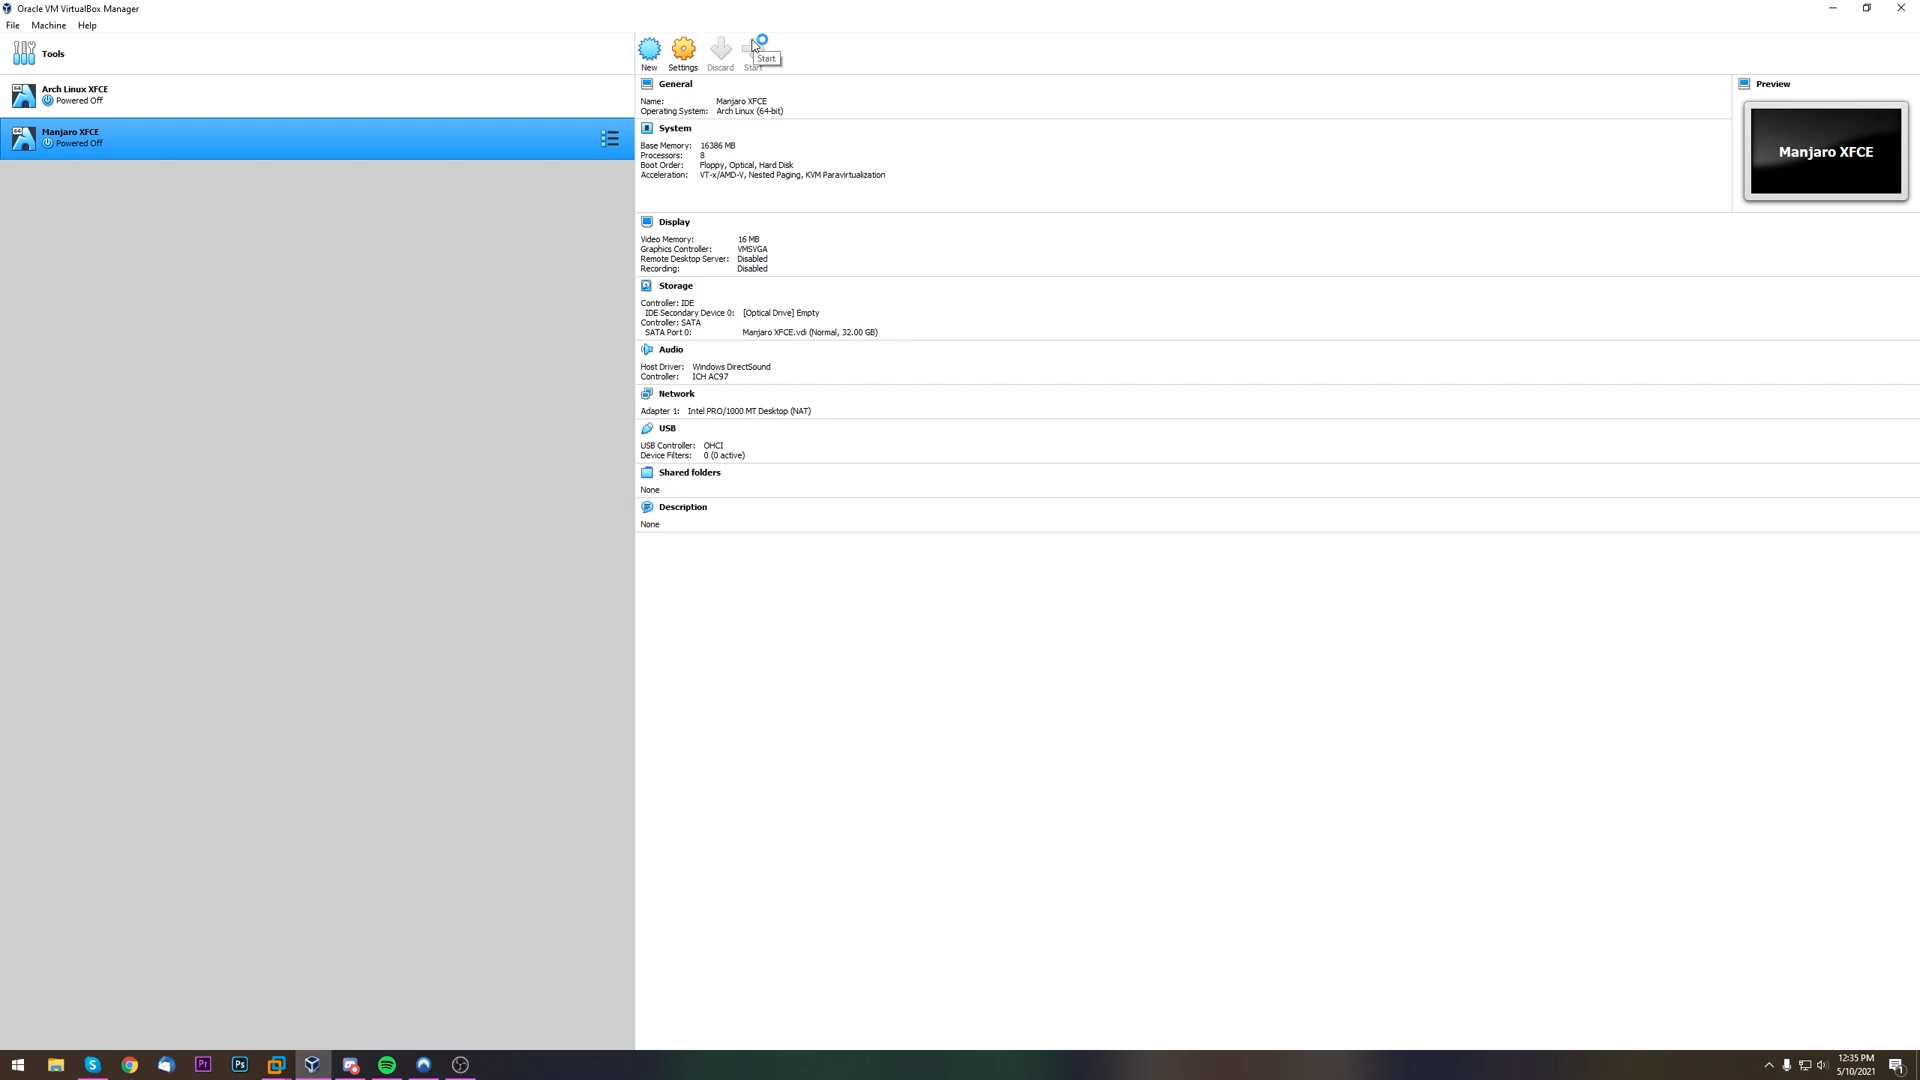 Oracle VM VirtualBox Manager
File Machine Help
Tools
New Settings Discard Start
Start
64 Arch Linux XFCE
Powered Off
64 Manjaro XFCE
Powered Off
General
Name: Manjaro XFCE
Operating System: Arch Linux (64-bit)
System
Base Memory: 16386 MB
Processors: 8
Boot Order: Floppy, Optical, Hard Disk
Acceleration: VT-x/AMD-V, Nested Paging, KVM Paravirtualization
Preview
Manjaro XFCE
Display
Video Memory: 16 MB
Graphics Controller: VMSVGA
Remote Desktop Server: Disabled
Recording: Disabled
Storage
Controller: IDE
IDE Secondary Device 0: [Optical Drive] Empty
Controller: SATA
SATA Port 0: Manjaro XFCE.vdi (Normal, 32.00 GB)
Audio
Host Driver: Windows DirectSound
Controller: ICH AC97
Network
Adapter 1: Intel PRO/1000 MT Desktop (NAT)
USB
USB Controller: OHCI
Device Filters: 0 (0 active)
Shared folders
None
Description
None
S Pr Ps
12:35 PM
5/10/2021
1